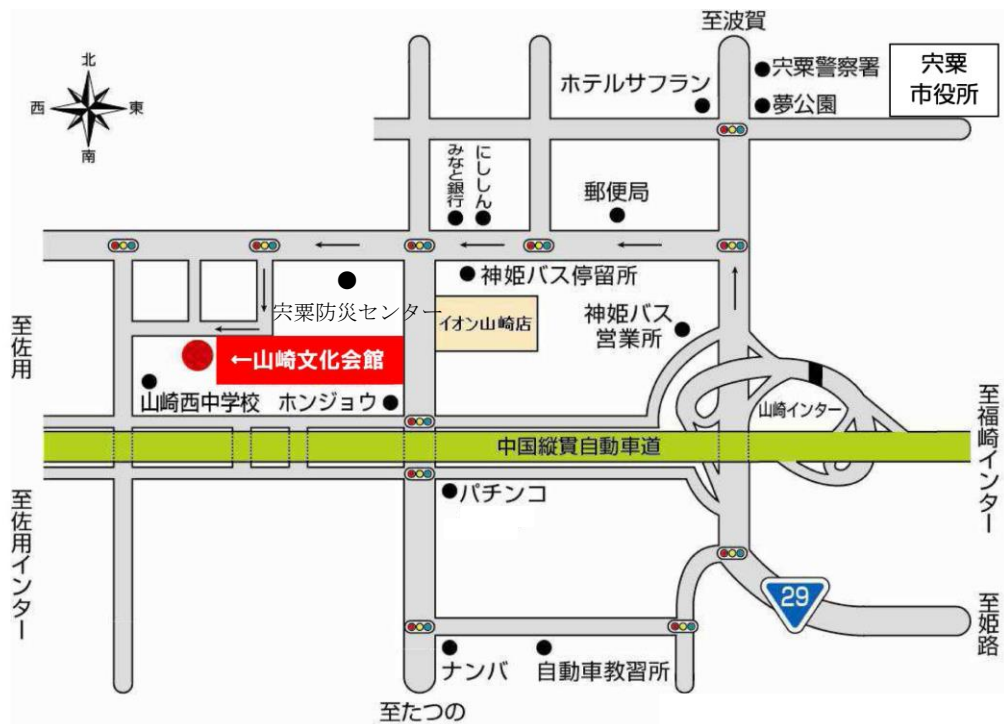 至波賀
北
西
東
南
ホテルサフラン
宍粟警察署
夢公園
宍粟
市役所
みなと銀行
にししん
郵便局
神姫バス停留所
宍粟防災センター
イオン山崎店
神姫バス
営業所
至佐用
←山崎文化会館
山崎西中学校
ホンジョウ
山崎インター
至福崎インター
中国縦貫自動車道
至佐用インター
パチンコ
29
至姫路
ナンバ
自動車教習所
至たつの